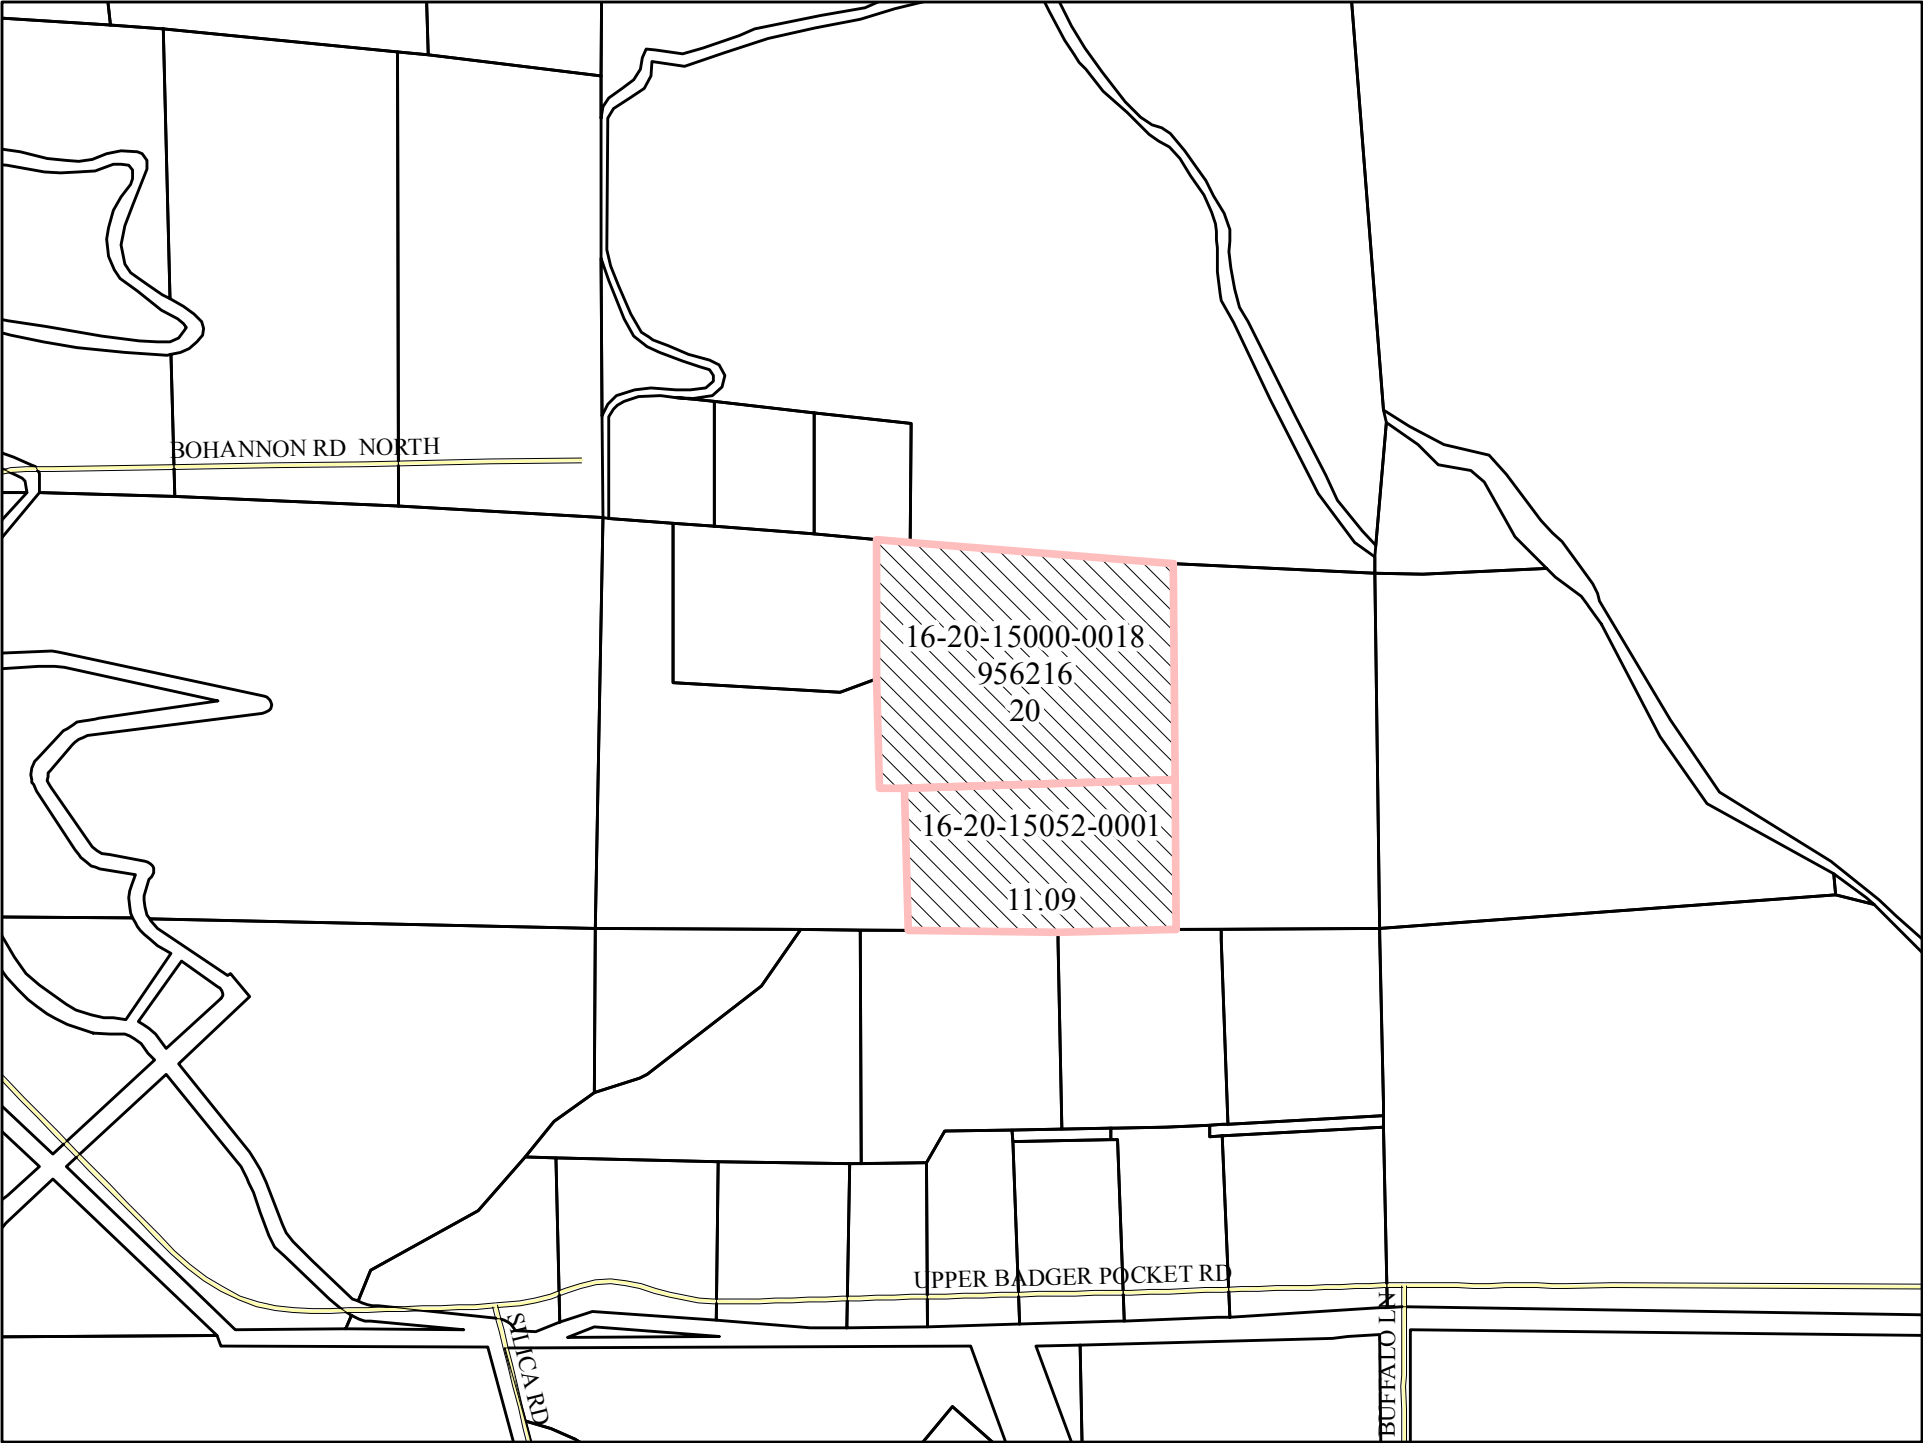 BOHANNON RD NORTH
16-20-15000-0018
956216
20
16-20-15052-0001
11.09
UPPER BADGER POCKET RD
SILICA RD
BUFFALO LN